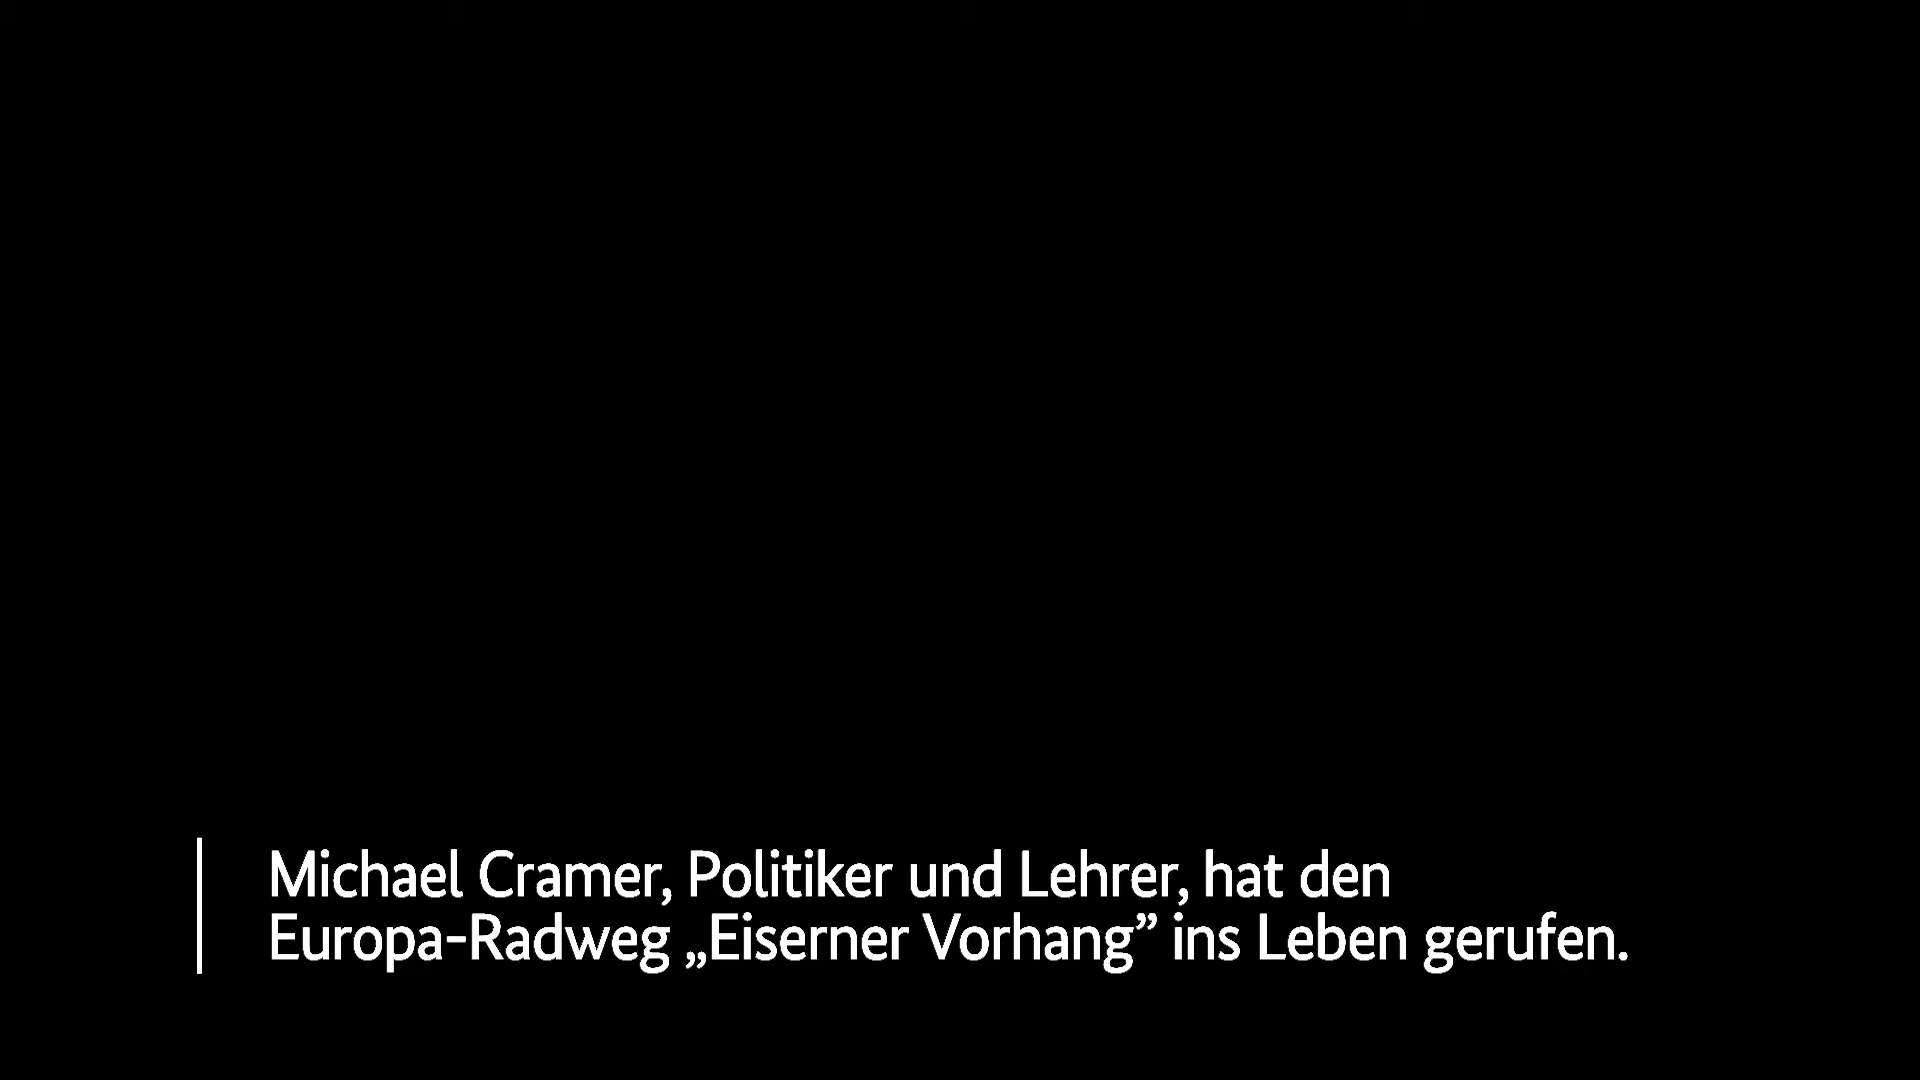 Michael Cramer, Politiker und Lehrer, hat den
Europa-Radweg „Eiserner Vorhang” ins Leben gerufen.